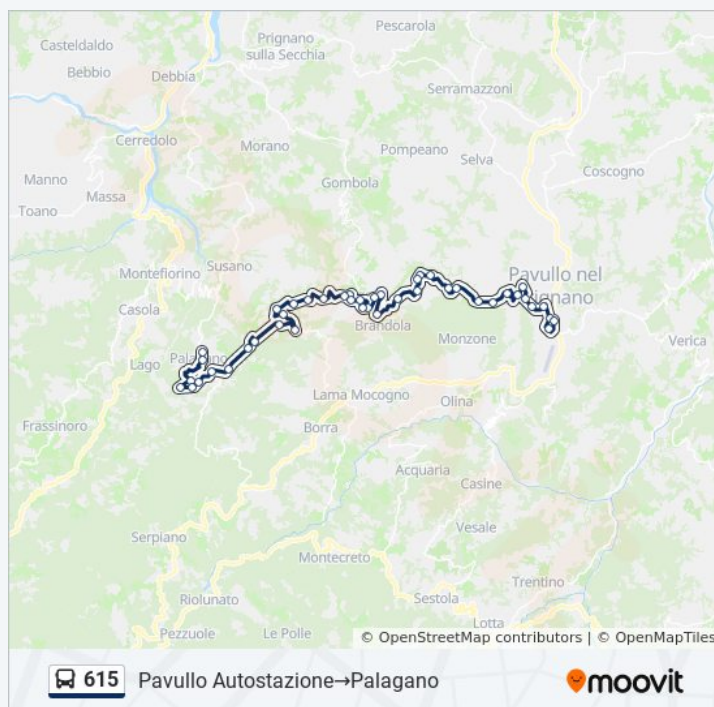 Pescarola
Casteldaldo
Prignano
sulla Secchia
Bebbio
Debbia
Serramazzoni
Cerredolo
Morano
Pompeano
Selva
Coscogno
Manno
Massa
Gombola
Toano
Montefiorino
Susano
Pavullo nel
Casola
Brandola
Monzone
Verica
Lago
Palagano
Lama Mocogno
Olina
Frassinoro
Borra
Acquaria
Casine
Vesale
Serpiano
Montecreto
Trentino
Riolunato
Sestola
Pezzuole
Le Polle
Lotta
© OpenStreetMap contributors | © OpenMapTiles
615 Pavullo Autostazione→Palagano
moovit